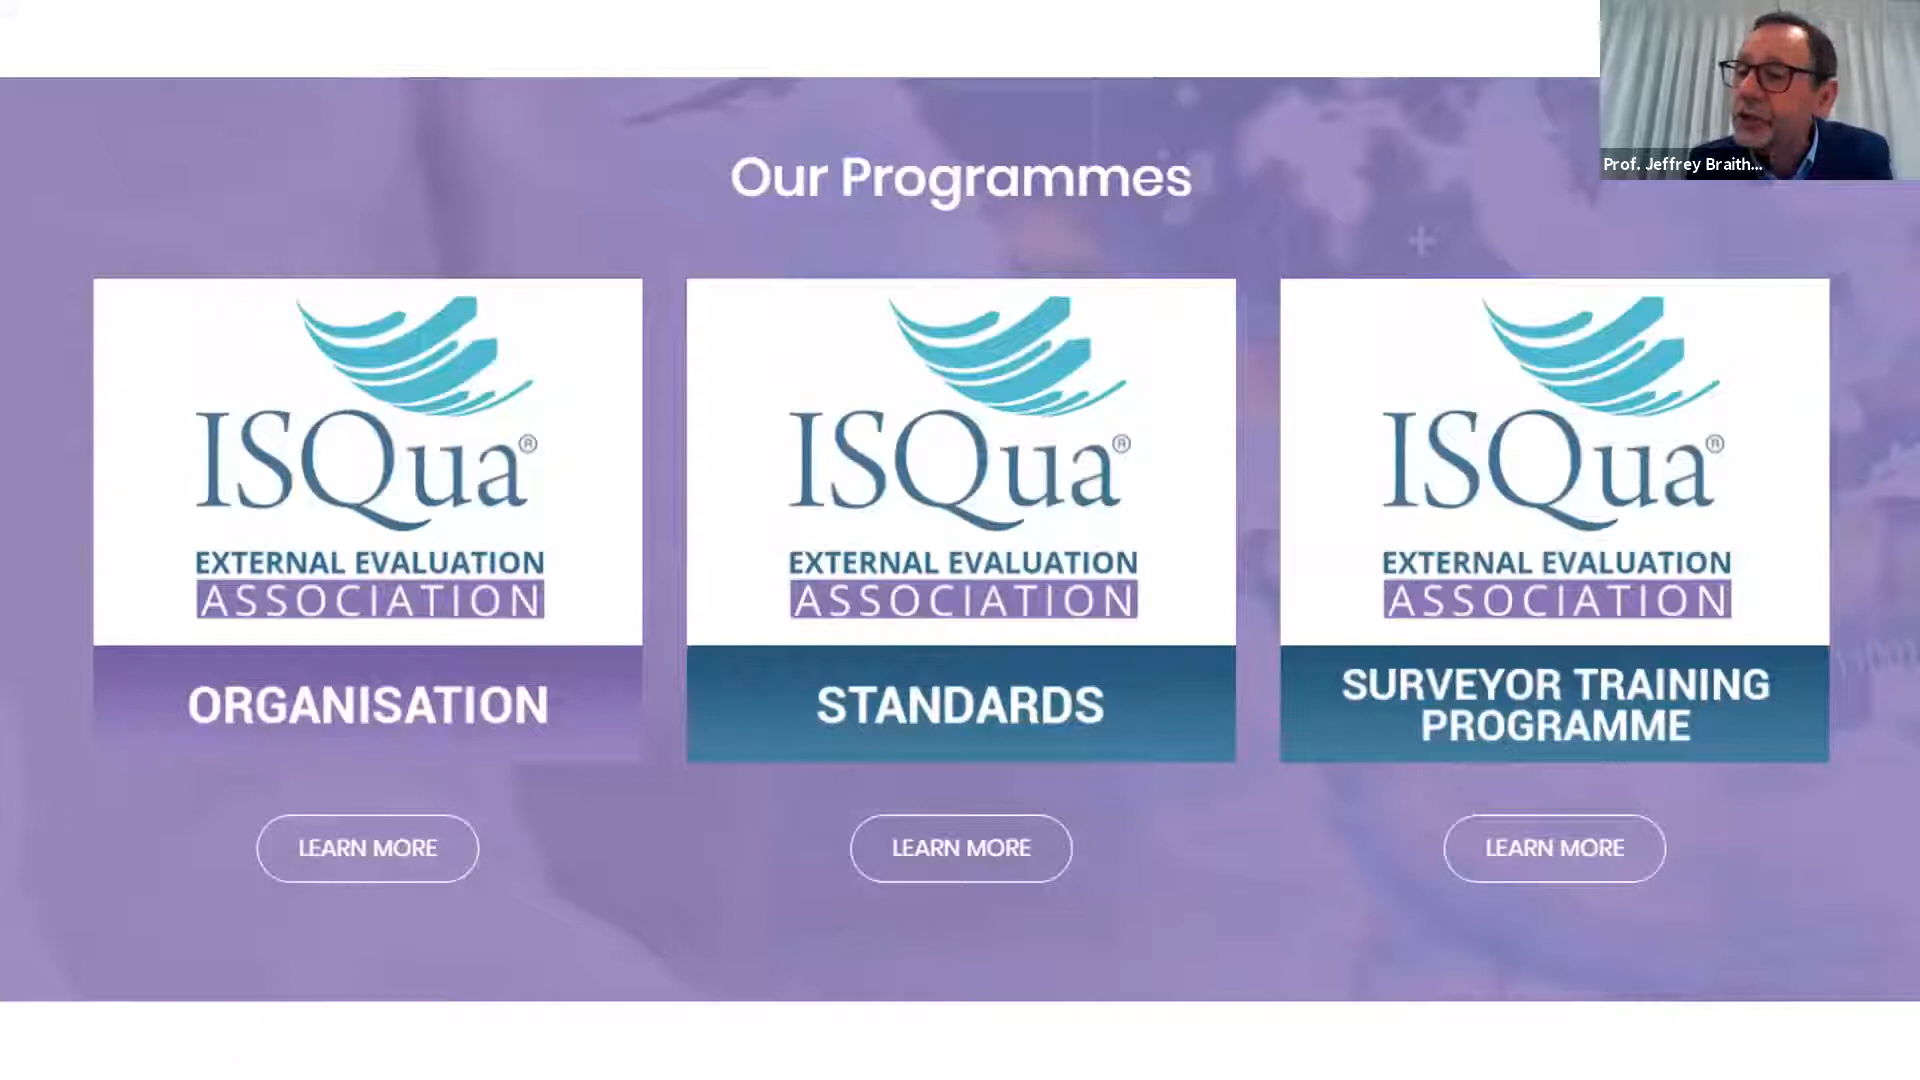 Prof. Jeffrey Braith...
Our Programmes
ISQua®
EXTERNAL EVALUATION
ASSOCIATION
ORGANISATION
LEARN MORE
ISQua®
EXTERNAL EVALUATION
ASSOCIATION
STANDARDS
LEARN MORE
ISQua®
EXTERNAL EVALUATION
ASSOCIATION
SURVEYOR TRAINING
PROGRAMME
LEARN MORE